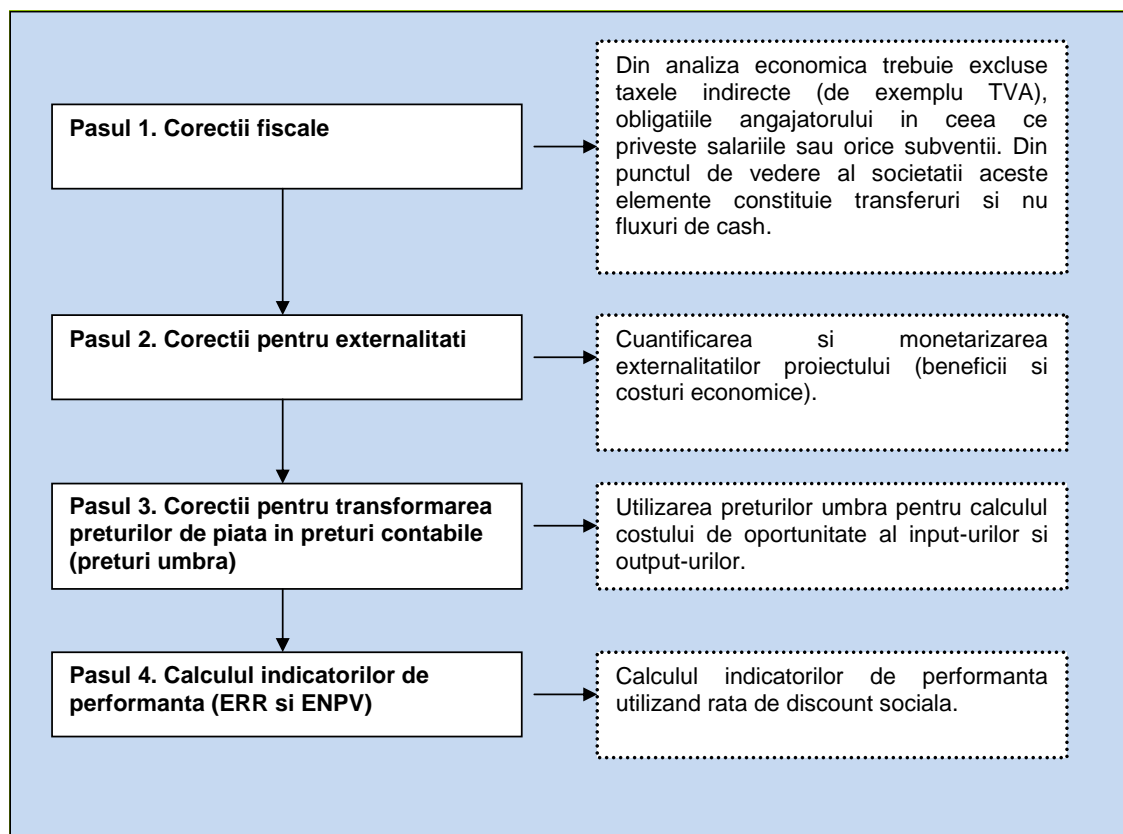 Pasul 1. Corectii fiscale
Din analiza economica trebuie excluse
taxele indirecte (de exemplu TVA),
obligatiile angajatorului in ceea ce
priveste salariile sau orice subventii. Din
punctul de vedere al societatii aceste
elemente constituie transferuri si nu
fluxuri de cash.
Pasul 2. Corectii pentru externalitati
Cuantificarea si monetarizarea
externalitatilor proiectului (beneficii si
costuri economice).
Pasul 3. Corectii pentru transformarea
preturilor de piata in preturi contabile
(preturi umbra)
Utilizarea preturilor umbra pentru calculul
costului de oportunitate al input-urilor si
output-urilor.
Pasul 4. Calculul indicatorilor de
performanta (ERR si ENPV)
Calculul indicatorilor de performanta
utilizand rata de discount sociala.